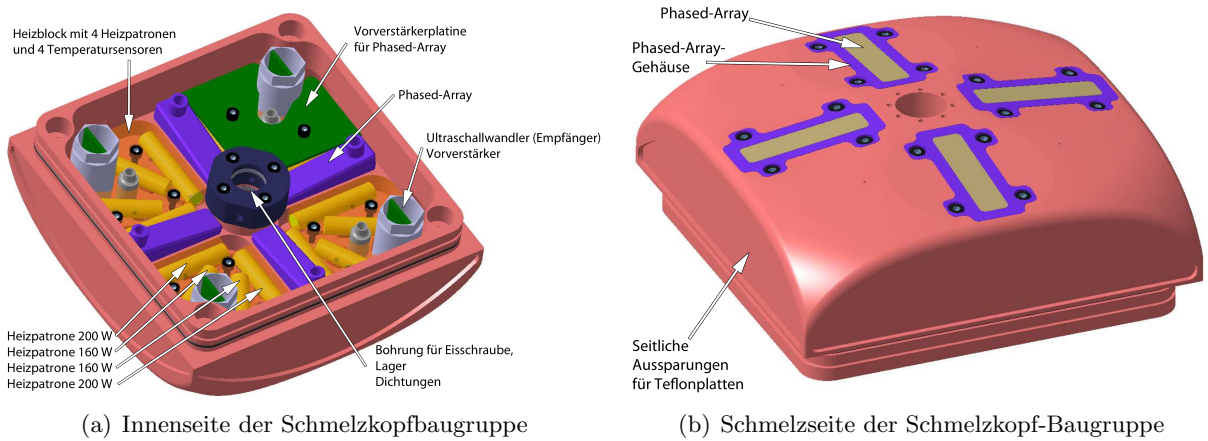 Heizblock mit 4 Heizpatronen
und 4 Temperatursensoren
Vorverstärkerplatine
für Phased-Array
Phased-Array
Ultraschallwandler (Empfänger)
Vorverstärker
Heizpatrone 200 W
Heizpatrone 160 W
Heizpatrone 160 W
Heizpatrone 200 W
Bohrung für Eisschraube,
Lager
Dichtungen
(a) Innenseite der Schmelzkopfbaugruppe
Phased-Array
Phased-Array-
Gehäuse
Seitliche
Aussparungen
für Teflonplatten
(b) Schmelzseite der Schmelzkopf-Baugruppe